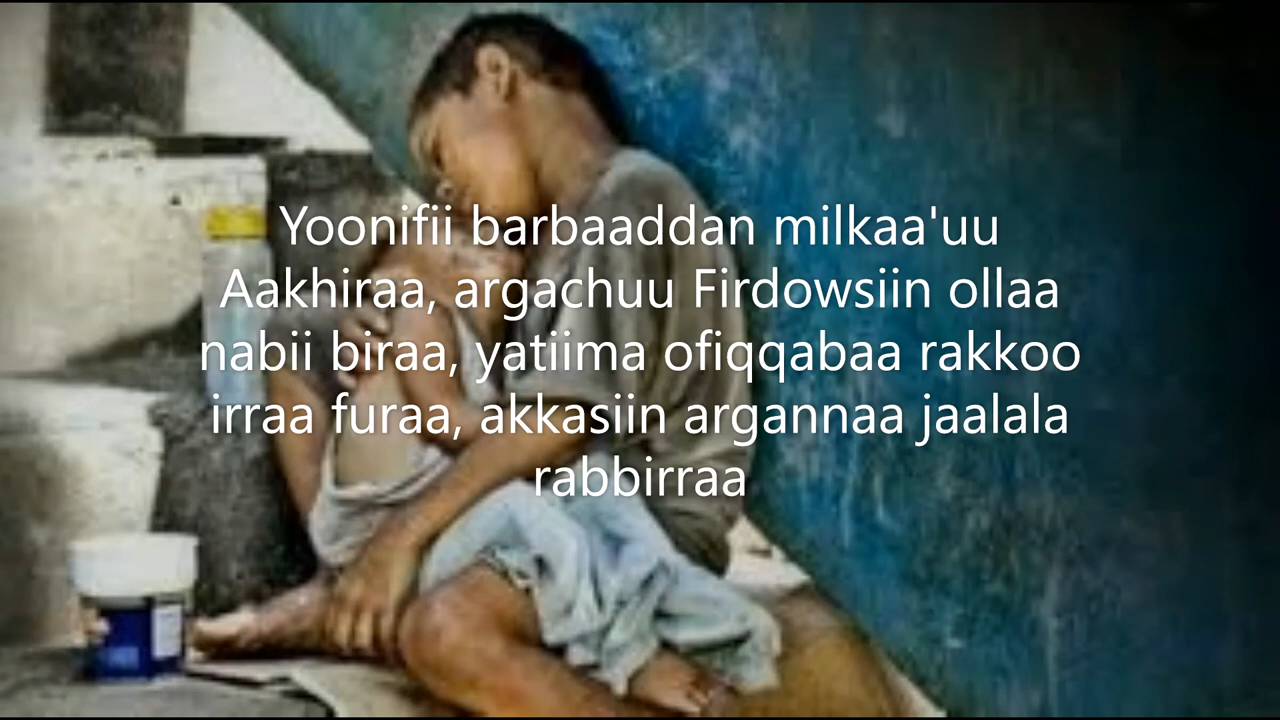 Yoonifii barbaaddan milkaa'uu
Aakhiraa, argachuu Firdowsiin ollaa
nabii biraa, yatiima ofiqqabaa rakkoo
irraa furaa, akkasiin argannaa jaalala
rabbirraa